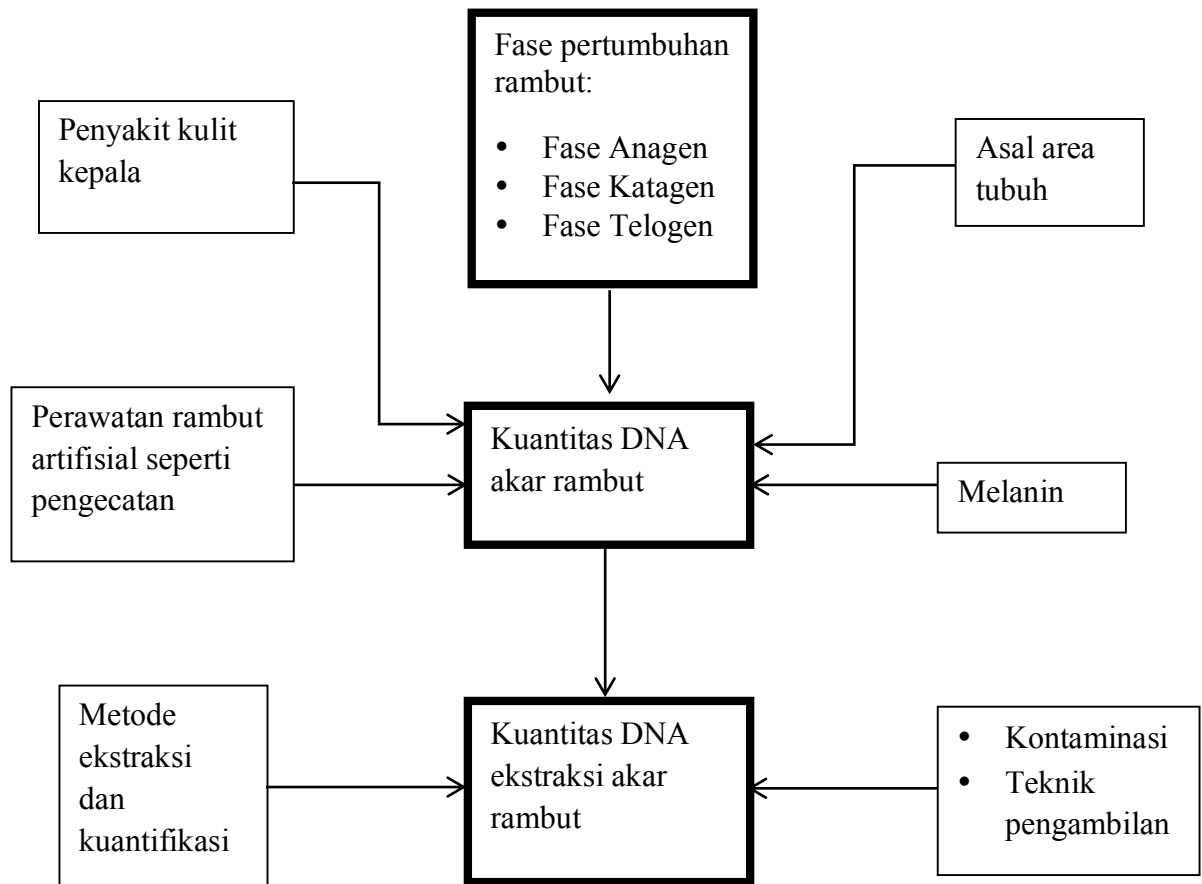 Fase pertumbuhan
rambut:
• Fase Anagen
• Fase Katagen
• Fase Telogen
Penyakit kulit
kepala
Asal area
tubuh
Perawatan rambut
artifisial seperti
pengecatan
Kuantitas DNA
akar rambut
Melanin
Metode
ekstraksi
dan
kuantifikasi
Kuantitas DNA
ekstraksi akar
rambut
• Kontaminasi
• Teknik
pengambilan